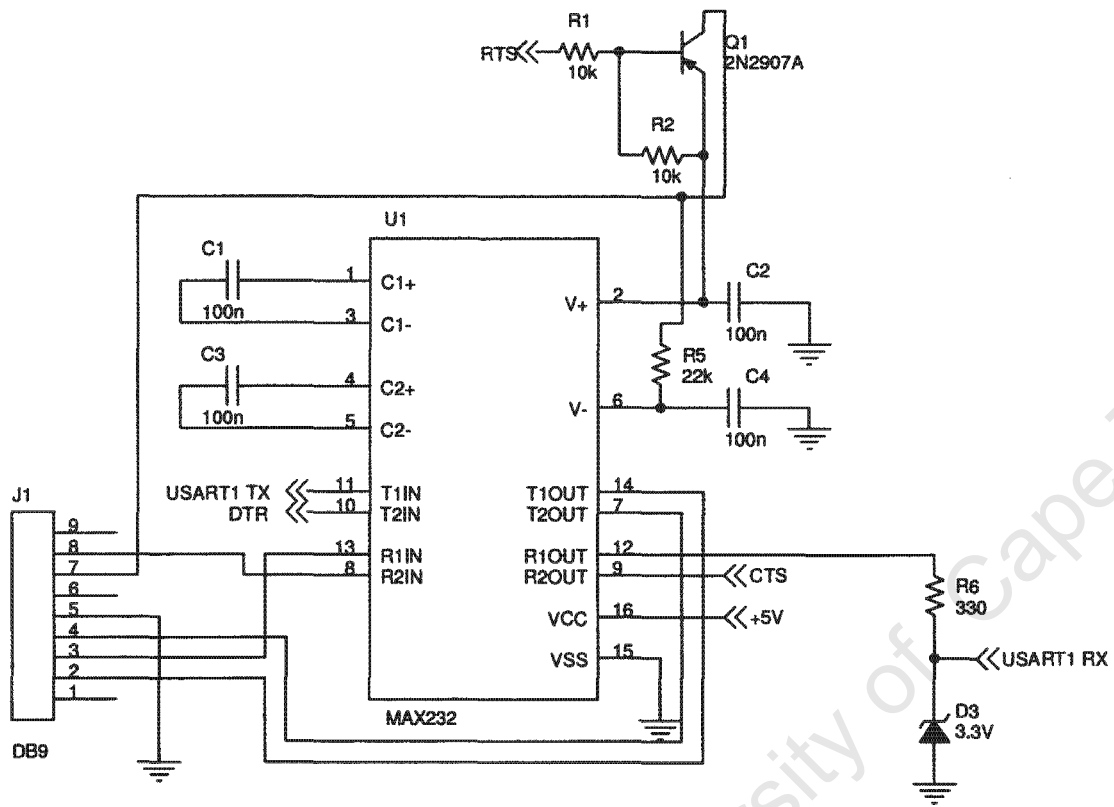 R1
RTS
10k
Q1
2N2907A
R2
10k
U1
C1
100n
1 C1+
3 C1-
C3
100n
4 C2+
5 C2-
V+ 2
C2
100n
R5
22k
V- 6
C4
100n
USART1 TX 11 T1IN
DTR 10 T2IN
13 R1IN
8 R2IN
T1OUT 14
T2OUT 7
R1OUT 12
R2OUT 9 CTS
VCC 16 +5V
VSS 15
MAX232
J1
9
8
7
6
5
4
3
2
1
DB9
R6
330
USART1 RX
D3
3.3V
rsity of Cape